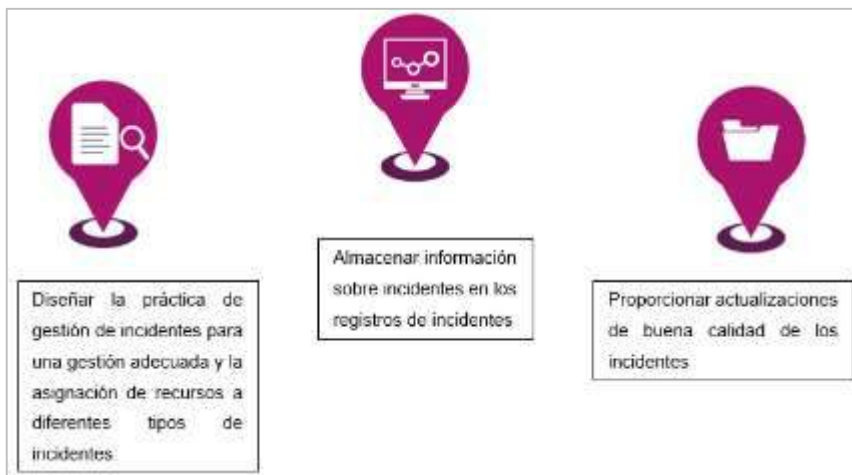 Diseñar la práctica de
gestión de incidentes para
una gestión adecuada y la
asignación de recursos a
diferentes tipos de
incidentes
Almacenar información
sobre incidentes en los
registros de incidentes
Proporcionar actualizaciones
de buena calidad de los
incidentes